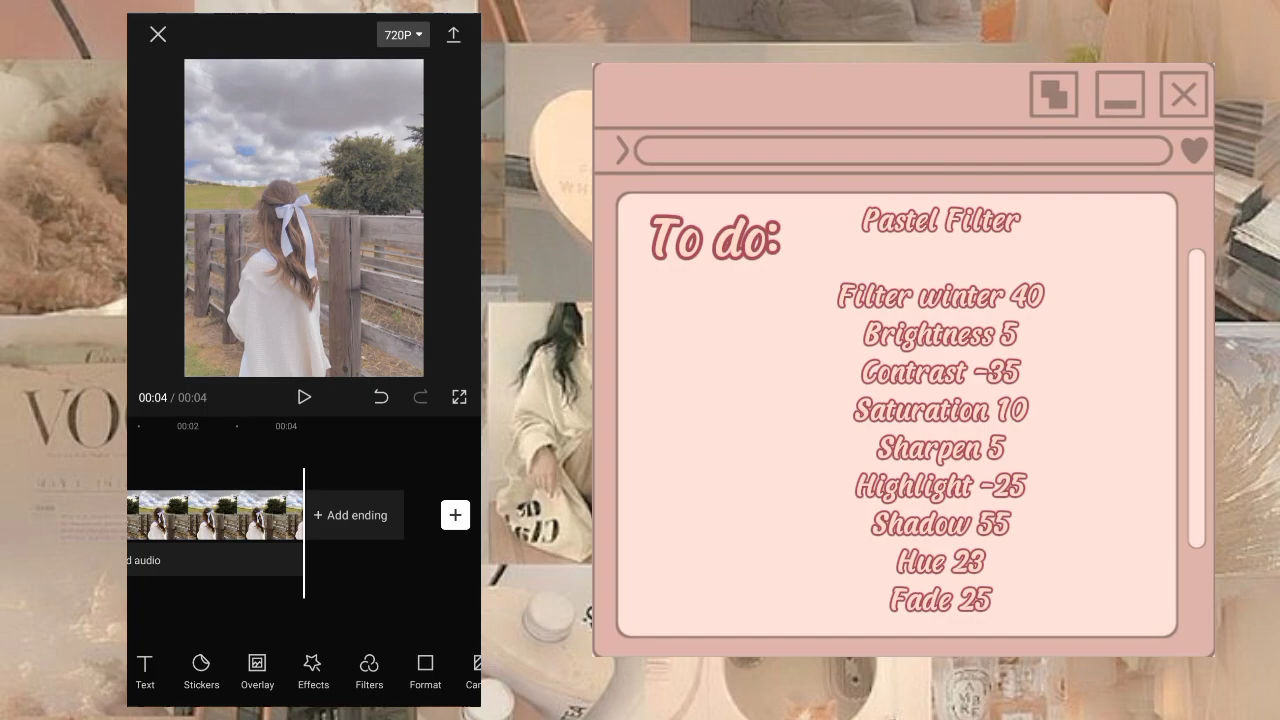 720P
00:04 / 00:04
00:02
00:04
+ Add ending
d audio
Text
Stickers
Overlay
Effects
Filters
Format
Can
To do:
Pastel Filter
Filter winter 40
Brightness 5
Contrast -35
Saturation 10
Sharpen 5
Highlight -25
Shadow 55
Hue 23
Fade 25
VO